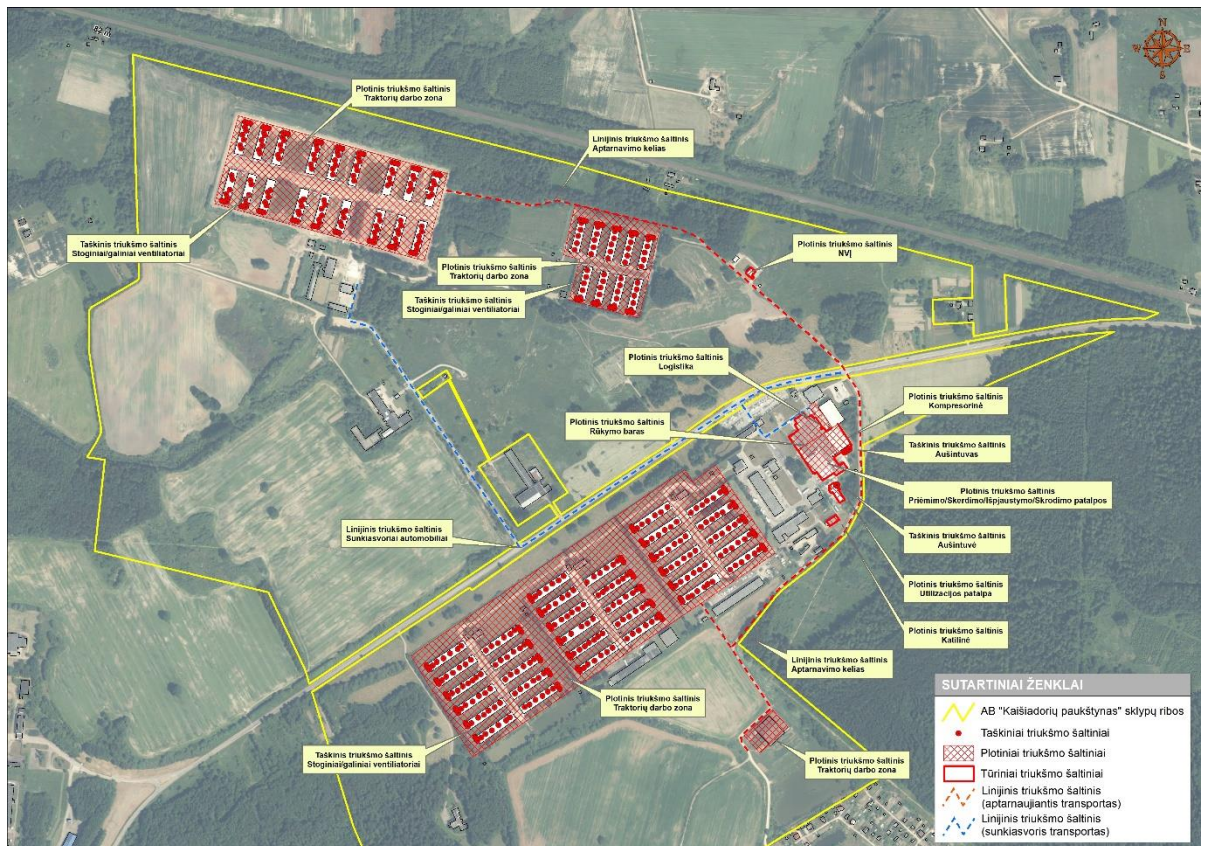 N
W
E
S
Plotinis triukšmo šaltinis
Traktorių darbo zona
Linijinis triukšmo šaltinis
Aptarnavimo kelias
Taškinis triukšmo šaltinis
Stoginiai/galiniai ventiliatoriai
Plotinis triukšmo šaltinis
NVĮ
Plotinis triukšmo šaltinis
Traktorių darbo zona
Taškinis triukšmo šaltinis
Stoginiai/galiniai ventiliatoriai
Plotinis triukšmo šaltinis
Logistika
Plotinis triukšmo šaltinis
Kompresorinė
Plotinis triukšmo šaltinis
Rūkymo baras
Taškinis triukšmo šaltinis
Aušintuvas
Plotinis triukšmo šaltinis
Priėmimo/Skerdimo/Išpjaustymo/Skrodimo patalpos
Linijinis triukšmo šaltinis
Sunkiasvoriai automobiliai
Taškinis triukšmo šaltinis
Aušintuvė
Plotinis triukšmo šaltinis
Utilizacijos patalpa
Plotinis triukšmo šaltinis
Katilinė
Linijinis triukšmo šaltinis
Aptarnavimo kelias
Plotinis triukšmo šaltinis
Traktorių darbo zona
Taškinis triukšmo šaltinis
Stoginiai/galiniai ventiliatoriai
Plotinis triukšmo šaltinis
Traktorių darbo zona
SUTARTINIAI ŽENKLAI
AB "Kaišiadorių paukštynas" sklypų ribos
Taškiniai triukšmo šaltiniai
Plotiniai triukšmo šaltiniai
Tūriniai triukšmo šaltiniai
Linijinis triukšmo šaltinis
(aptarnaujantis transportas)
Linijinis triukšmo šaltinis
(sunkiasvoris transportas)